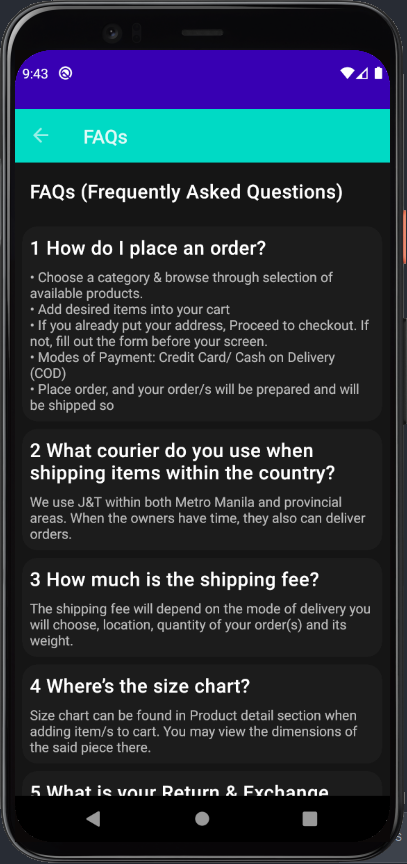 9:43
FAQs
FAQs (Frequently Asked Questions)
1 How do I place an order?
• Choose a category & browse through selection of
available products.
• Add desired items into your cart
• If you already put your address, Proceed to checkout. If
not, fill out the form before your screen.
• Modes of Payment: Credit Card/ Cash on Delivery
(COD)
• Place order, and your order/s will be prepared and will
be shipped so
2 What courier do you use when
shipping items within the country?
We use J&T within both Metro Manila and provincial
areas. When the owners have time, they also can deliver
orders.
3 How much is the shipping fee?
The shipping fee will depend on the mode of delivery you
will choose, location, quantity of your order(s) and its
weight.
4 Where's the size chart?
Size chart can be found in Product detail section when
adding item/s to cart. You may view the dimensions of
the said piece there.
5 What is your Return & Exchange